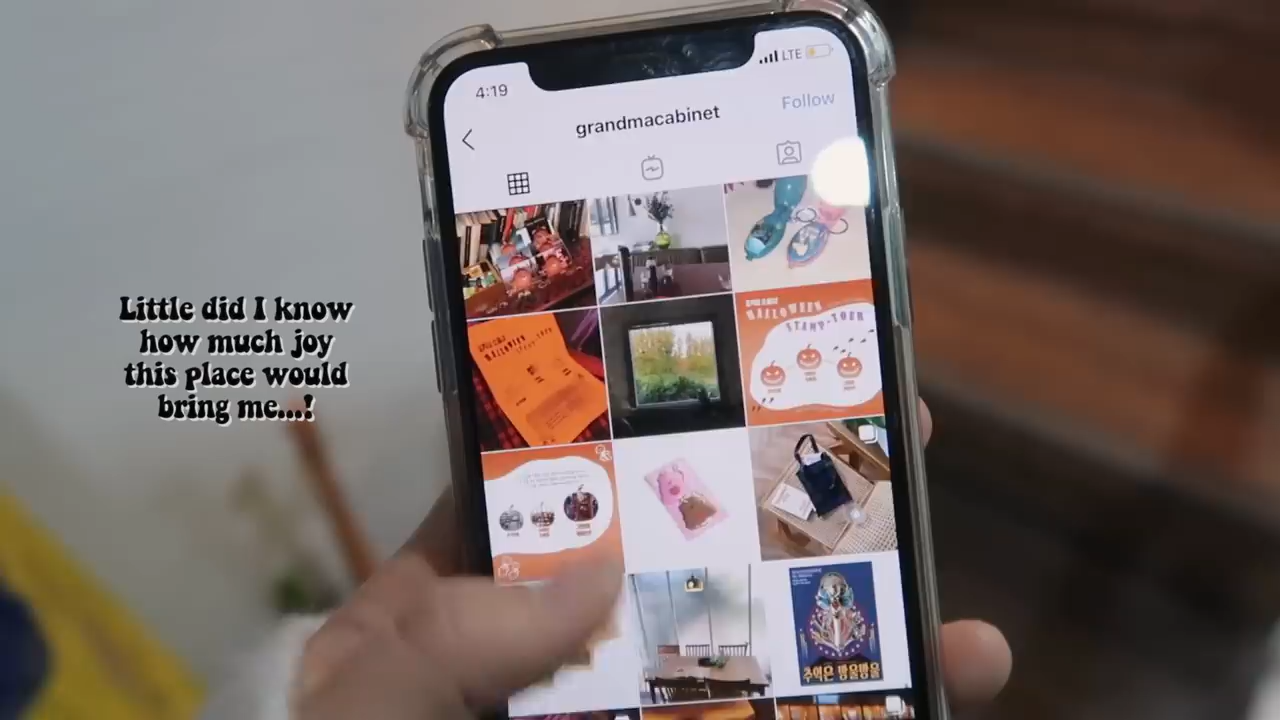 4:19
LTE
grandmacabinet
Follow
Little did I know
how much joy
this place would
bring me...!
HALLOWEEN
STAMP-TOUR
HALLOWEEN
추억은 방울방울